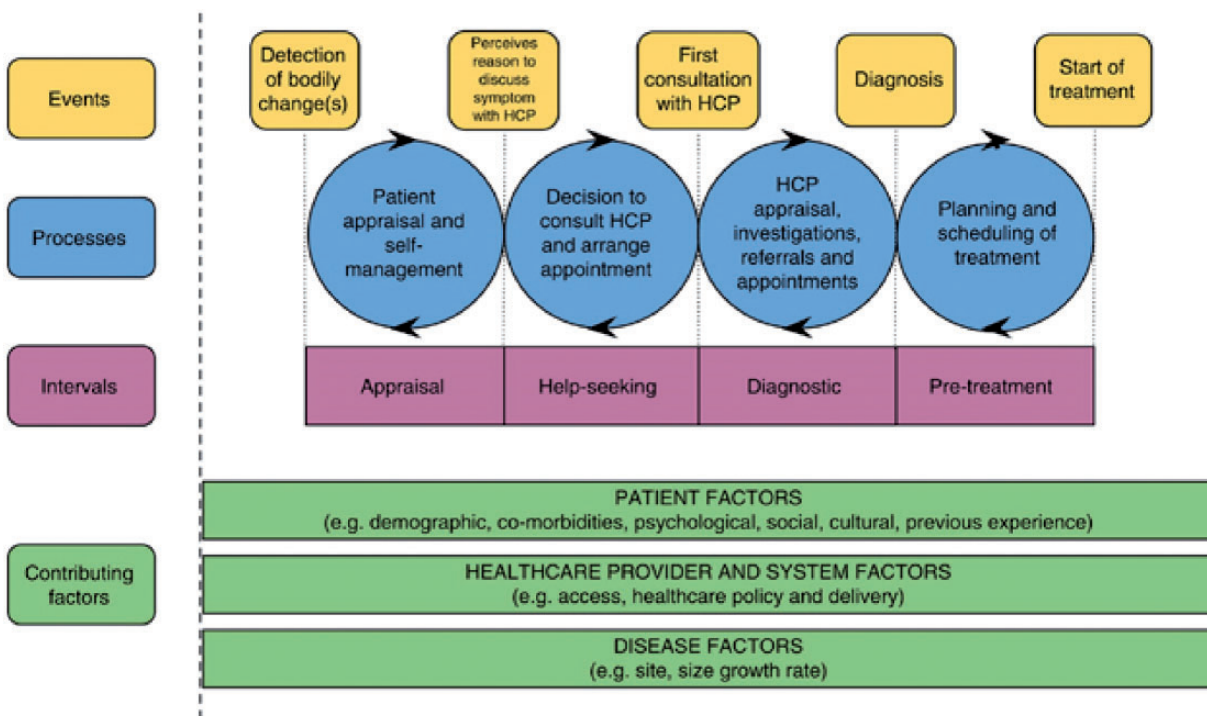 Events
Detection
of bodily
change(s)
Perceives
reason to
discuss
symptom
with HCP
First
consultation
with HCP
Diagnosis
Start of
treatment
Processes
Patient
appraisal and
self-
management
Decision to
consult HCP
and arrange
appointment
HCP
appraisal,
investigations,
referrals and
appointments
Planning and
scheduling of
treatment
Intervals
Appraisal
Help-seeking
Diagnostic
Pre-treatment
Contributing
factors
PATIENT FACTORS
(e.g. demographic, co-morbidities, psychological, social, cultural, previous experience)
HEALTHCARE PROVIDER AND SYSTEM FACTORS
(e.g. access, healthcare policy and delivery)
DISEASE FACTORS
(e.g. site, size growth rate)